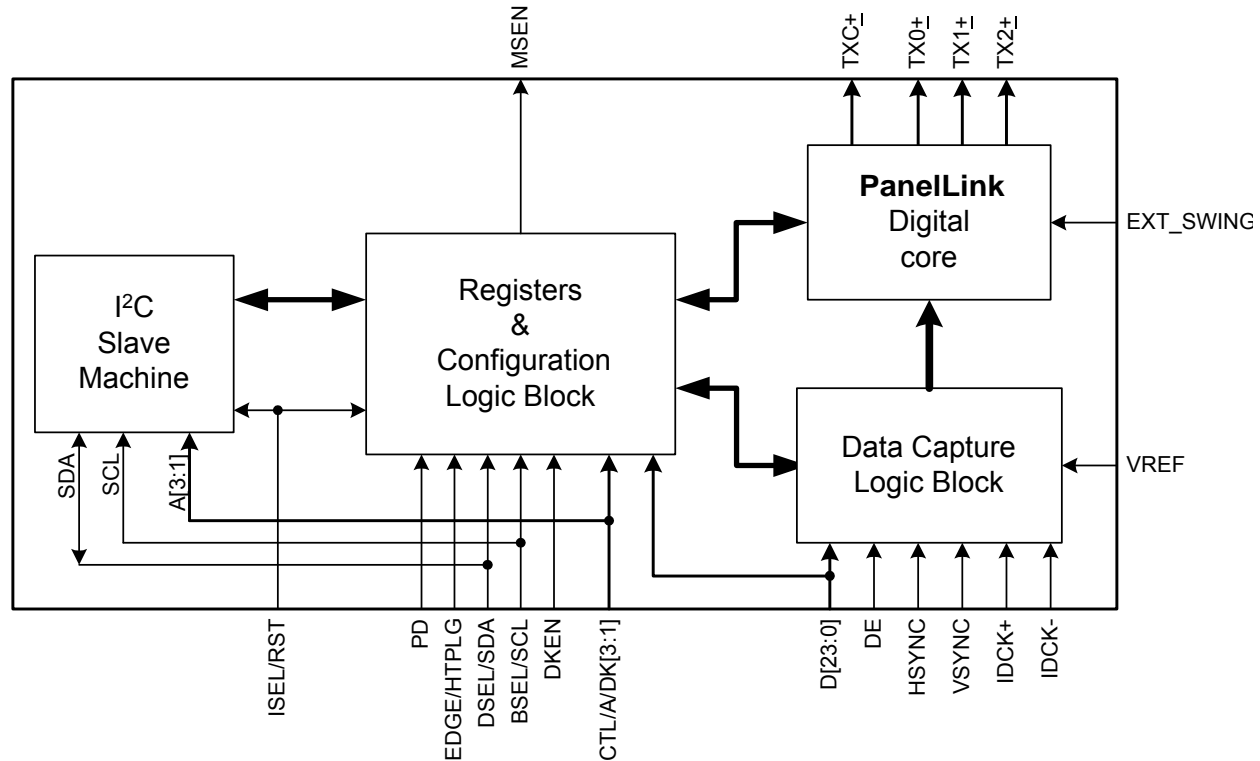 MSEN
TXC+
TX0+
TX1+
TX2+
PanelLink
Digital
core
EXT_SWING
I²C
Slave
Machine
Registers
&
Configuration
Logic Block
Data Capture
Logic Block
VREF
SDA
SCL
A[3:1]
ISEL/RST
PD
EDGE/HTPLG
DSEL/SDA
BSEL/SCL
DKEN
CTL/A/DK[3:1]
D[23:0]
DE
HSYNC
VSYNC
IDCK+
IDCK-